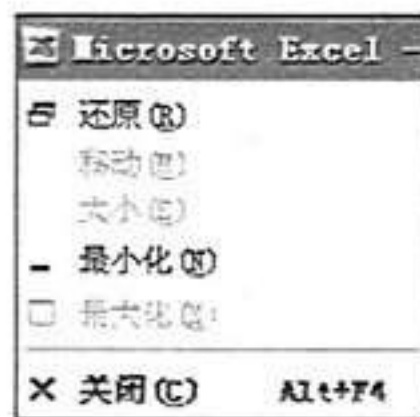 Microsoft Excel -
还原(R)
移动(M)
大小(S)
最小化(N)
最大化(X)
关闭(C) Alt+F4